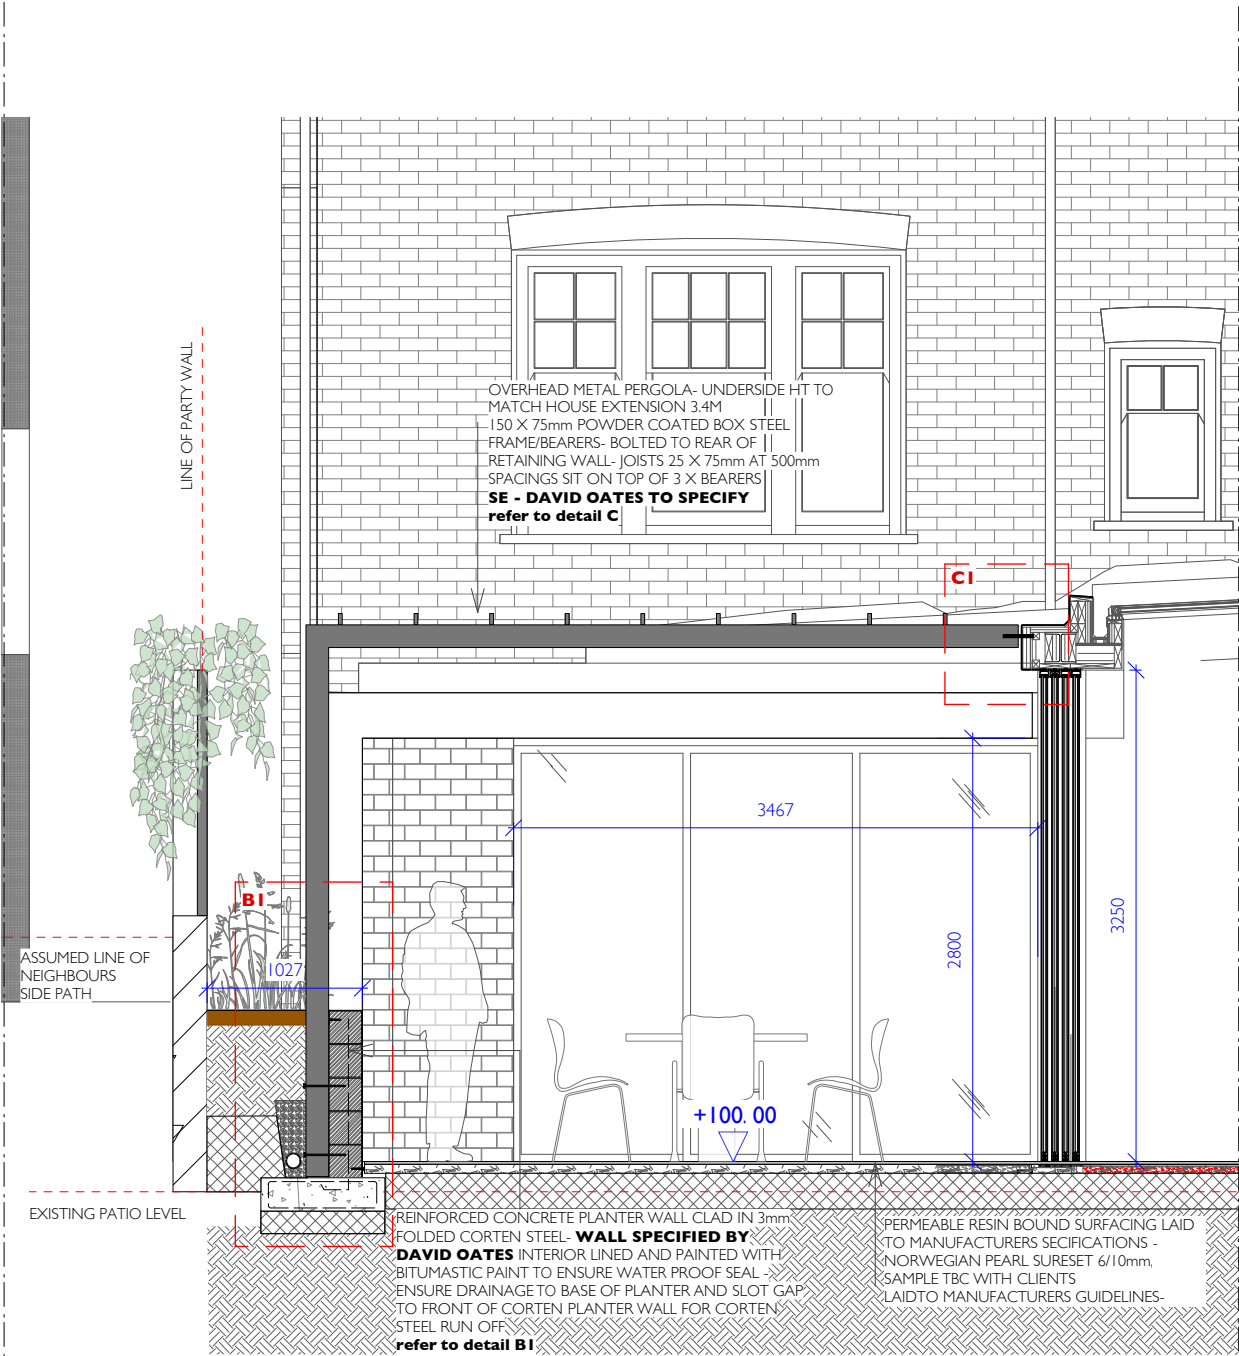 LINE OF PARTY WALL
OVERHEAD METAL PERGOLA- UNDERSIDE HT TO
MATCH HOUSE EXTENSION 3.4M
150 X 75mm POWDER COATED BOX STEEL
FRAME/BEARERS- BOLTED TO REAR OF
RETAINING WALL- JOISTS 25 X 75mm AT 500mm
SPACINGS SIT ON TOP OF 3 X BEARERS
SE - DAVID OATES TO SPECIFY
refer to detail C
C1
3467
B1
3250
2800
ASSUMED LINE OF
NEIGHBOURS
SIDE PATH
1027
+100.00
EXISTING PATIO LEVEL
REINFORCED CONCRETE PLANTER WALL CLAD IN 3mm
FOLDED CORTEN STEEL- WALL SPECIFIED BY
DAVID OATES INTERIOR LINED AND PAINTED WITH
BITUMASTIC PAINT TO ENSURE WATER PROOF SEAL -
ENSURE DRAINAGE TO BASE OF PLANTER AND SLOT GAP
TO FRONT OF CORTEN PLANTER WALL FOR CORTEN
STEEL RUN OFF
refer to detail B1
PERMEABLE RESIN BOUND SURFACING LAID
TO MANUFACTURERS SECIFICATIONS -
NORWEGIAN PEARL SURESET 6/10mm,
SAMPLE TBC WITH CLIENTS
LAIDTO MANUFACTURERS GUIDELINES-